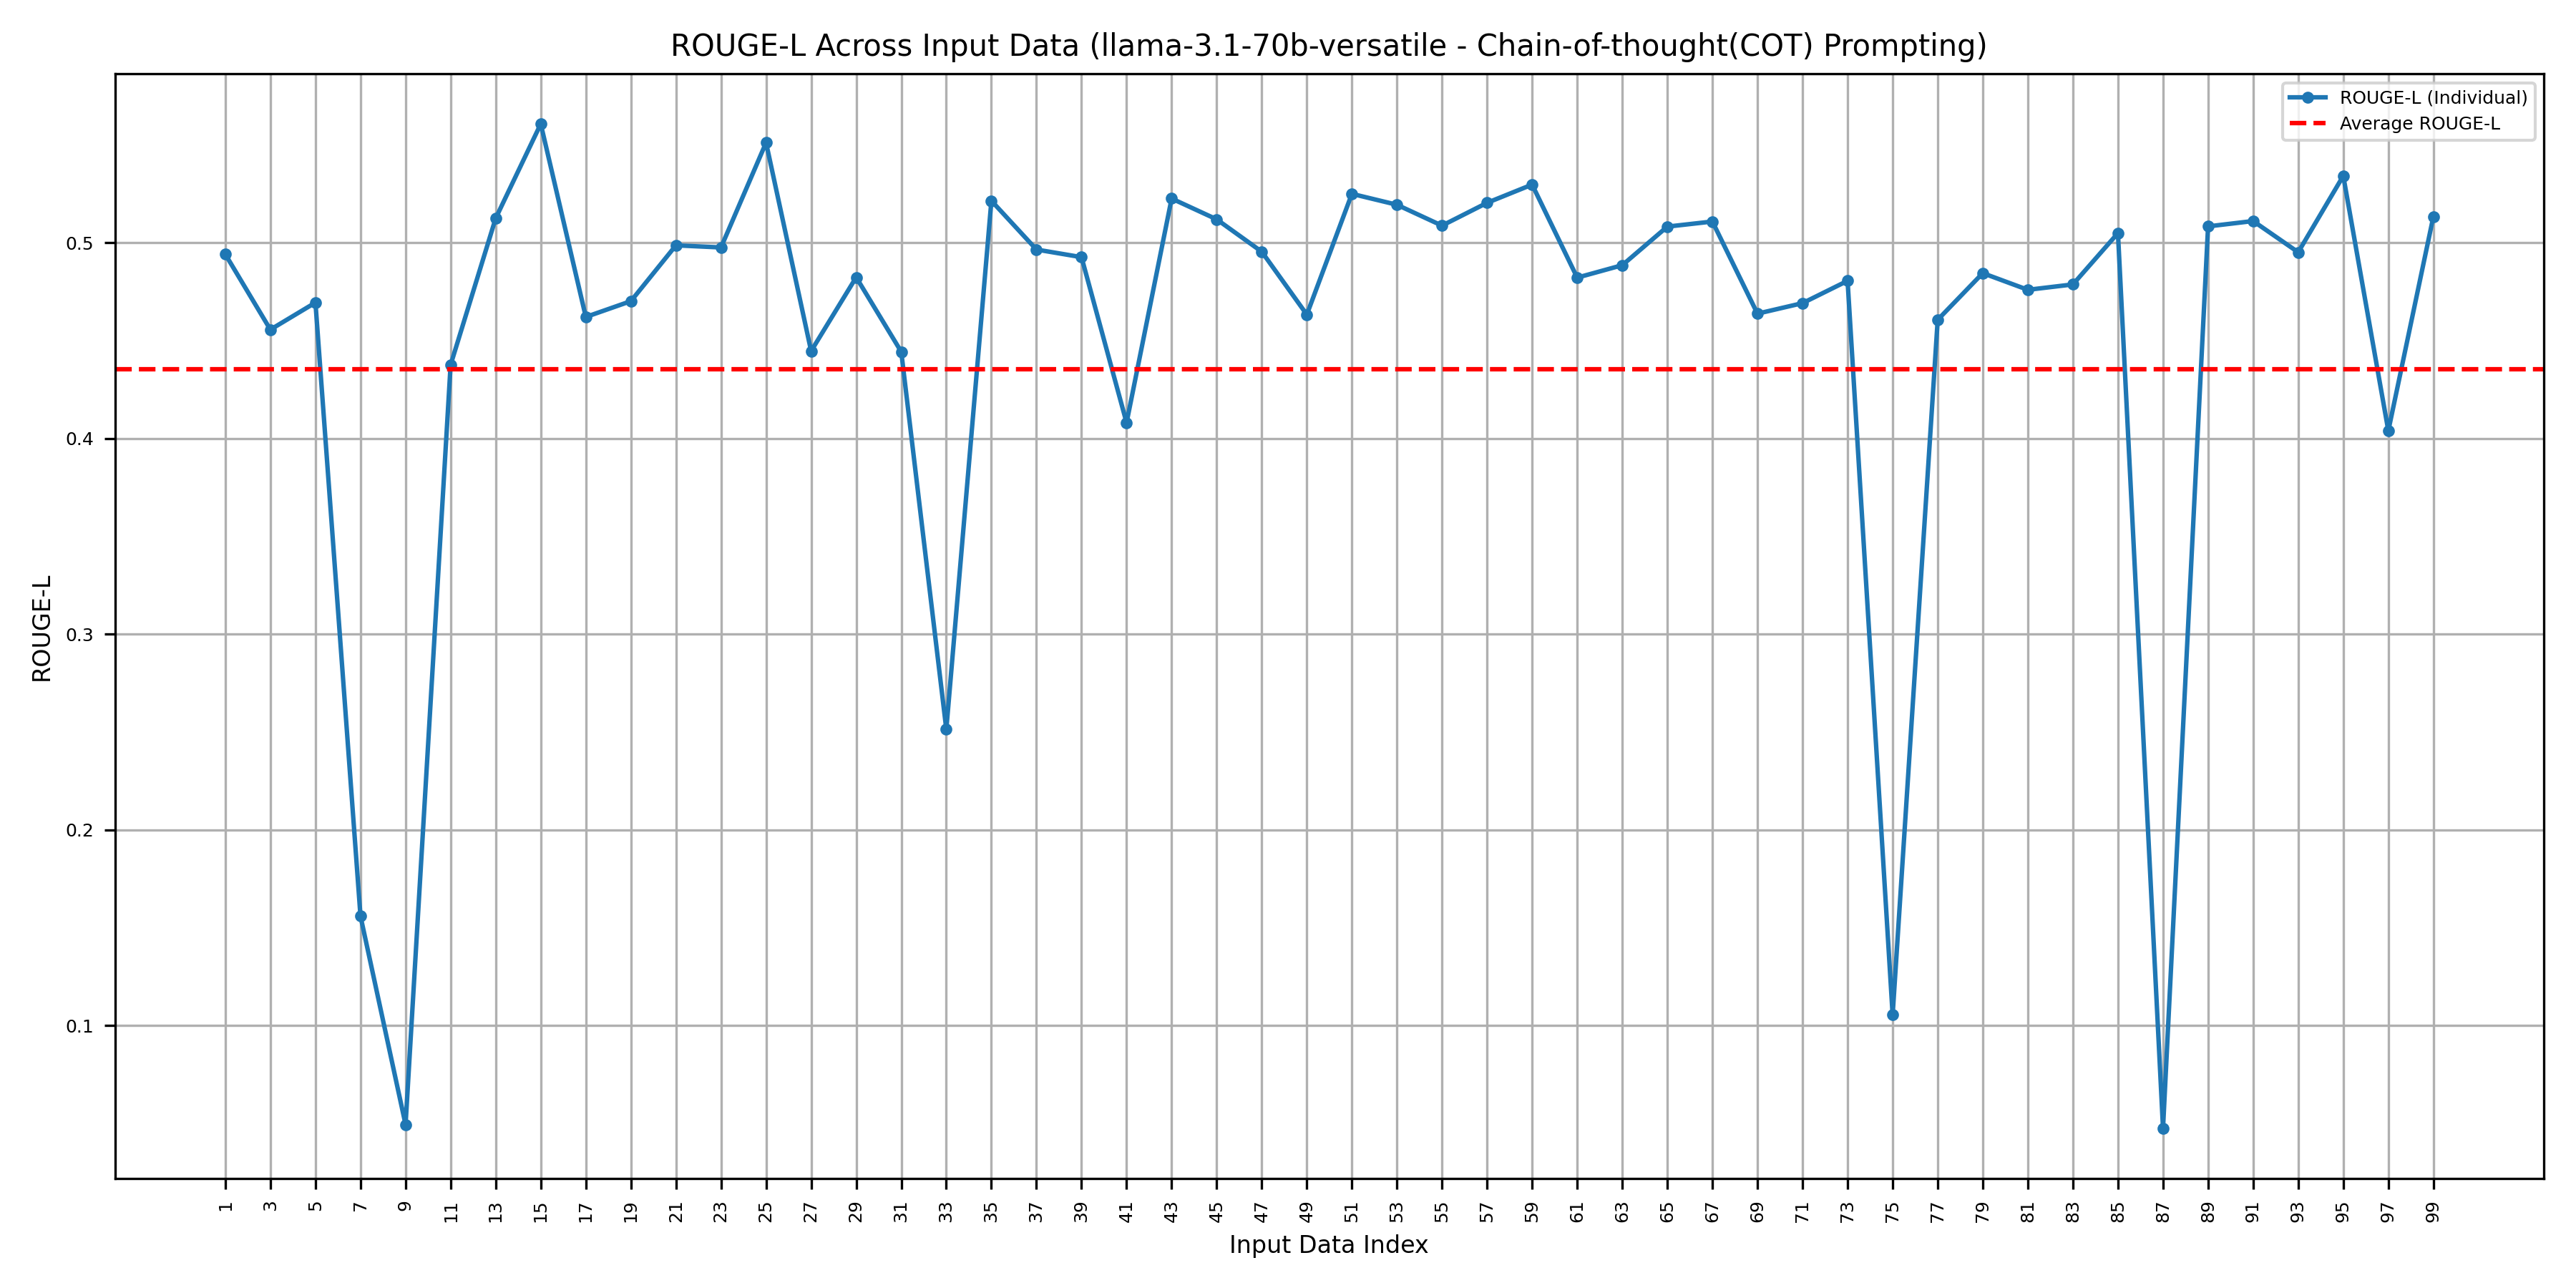 ROUGE-L Across Input Data (llama-3.1-70b-versatile - Chain-of-thought(COT) Prompting)
ROUGE-L (Individual)
Average ROUGE-L
ROUGE-L
0.5
0.4
0.3
0.2
0.1
1 3 5 7 9 11 13 15 17 19 21 23 25 27 29 31 33 35 37 39 41 43 45 47 49 51 53 55 57 59 61 63 65 67 69 71 73 75 77 79 81 83 85 87 89 91 93 95 97 99
Input Data Index